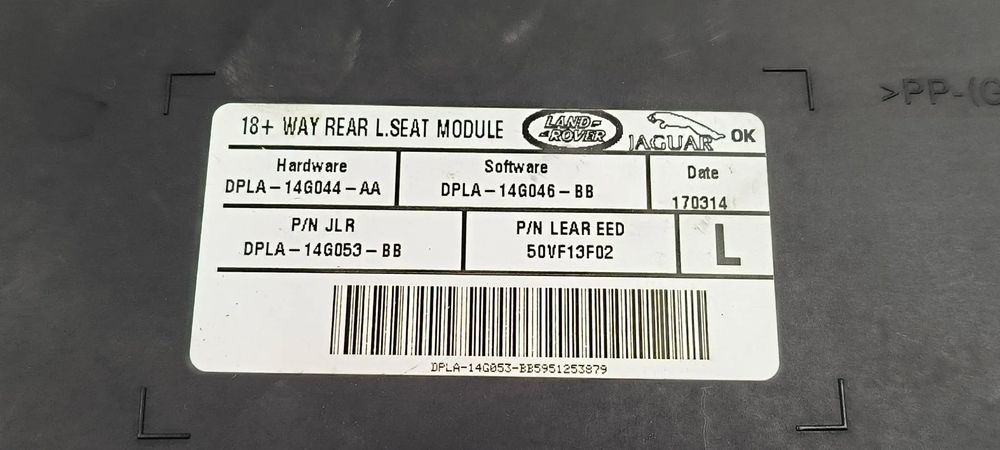 18+ WAY REAR L.SEAT MODULE LAND-ROVER JAGUAR OK
Hardware
DPLA-14G044-AA
Software
DPLA-14G046-BB
Date
170314
P/N JLR
DPLA-14G053-BB
P/N LEAR EED
50VF13F02
L
DPLA-14G053-BB5951253879
>PP-(G